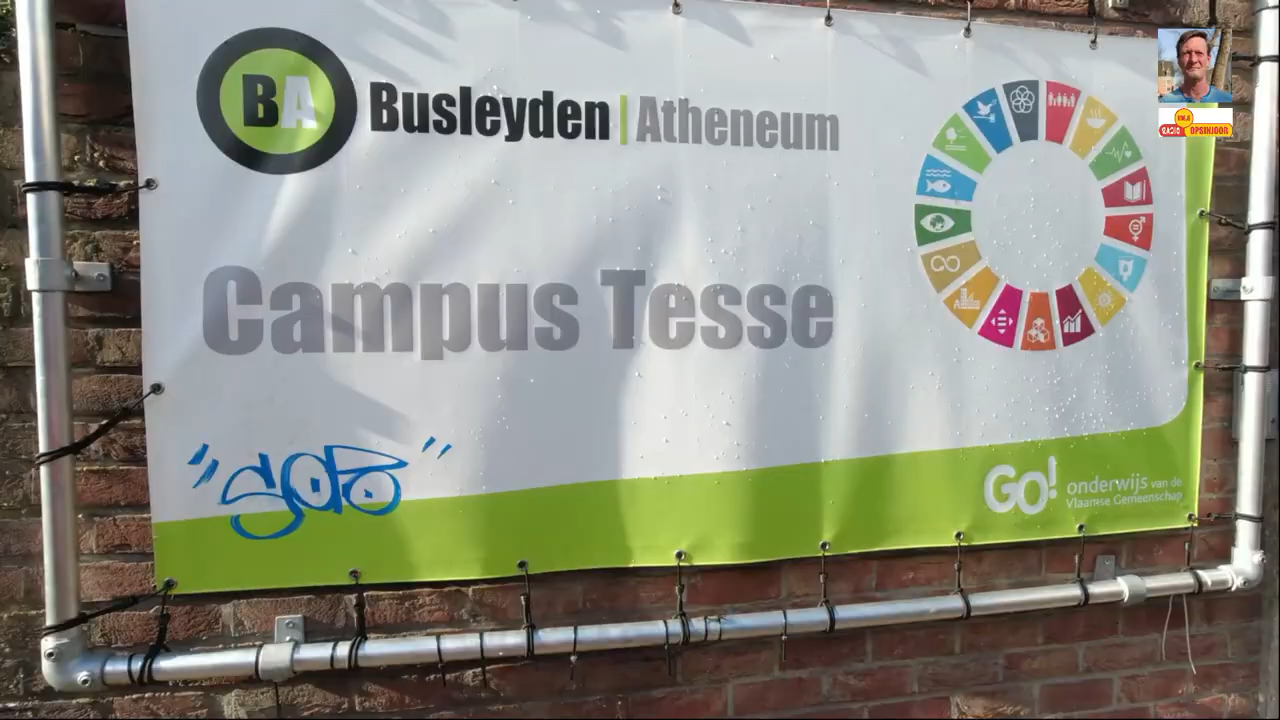 BA Busleyden | Atheneum
Campus Tesse
GO! onderwijs van de
Vlaamse Gemeenschap
RADIO OPSINJOOR